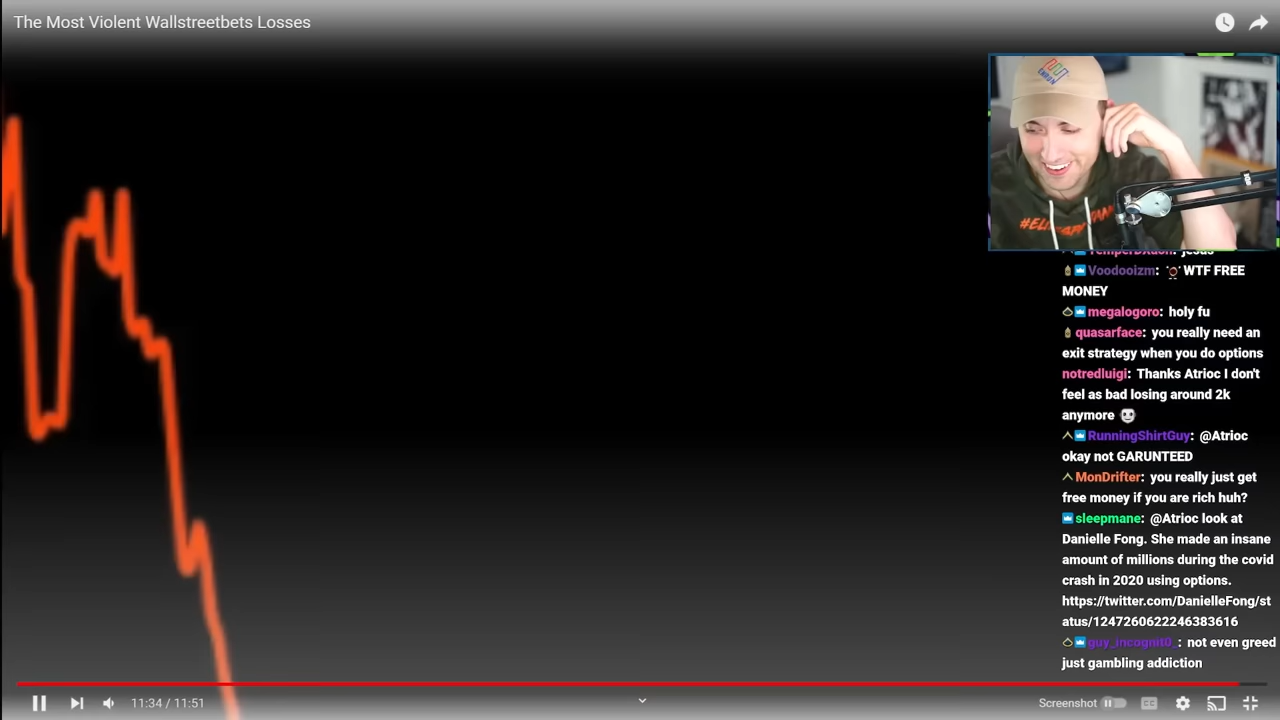 The Most Violent Wallstreetbets Losses
TemperDXuon: jesus
Voodooizm: WTF FREE
MONEY
megalogoro: holy fu
quasarface: you really need an
exit strategy when you do options
notredluigi: Thanks Atrioc I don't
feel as bad losing around 2k
anymore
RunningShirtGuy: @Atrioc
okay not GARUNTEED
MonDrifter: you really just get
free money if you are rich huh?
sleepmane: @Atrioc look at
Danielle Fong. She made an insane
amount of millions during the covid
crash in 2020 using options.
https://twitter.com/DanielleFong/st
atus/1247260622246383616
guy_incognit0_: not even greed
just gambling addiction
11:34 / 11:51
Screenshot
CC